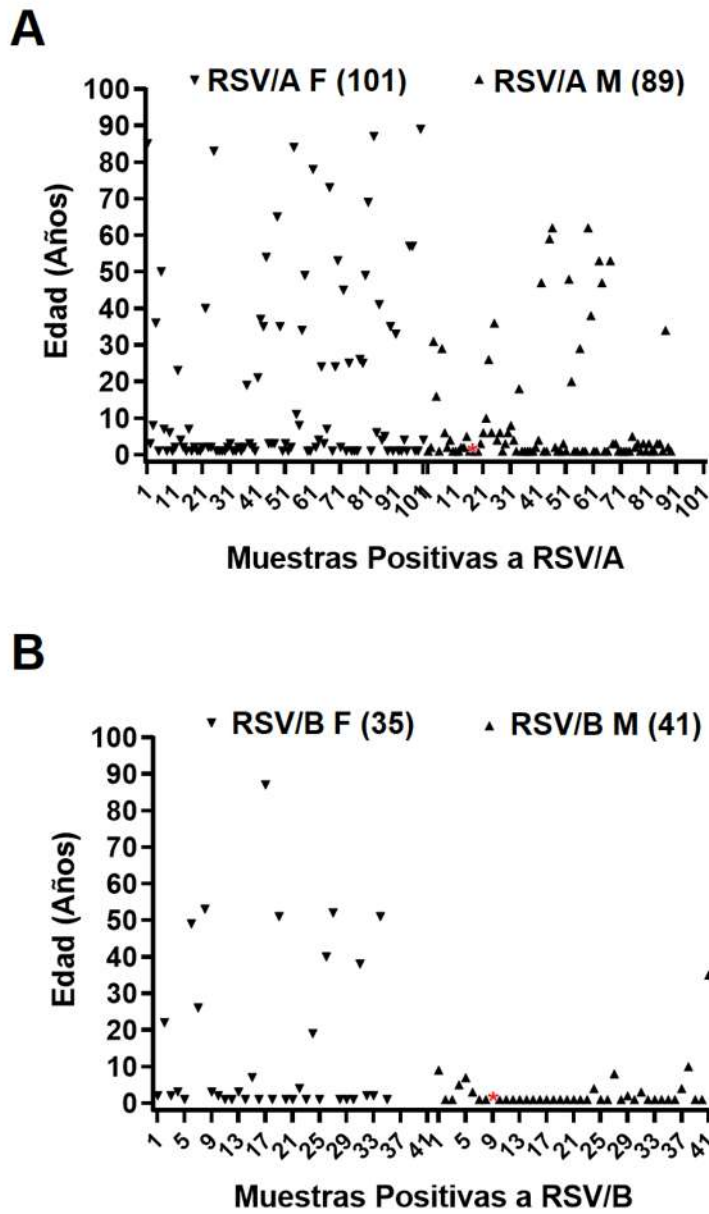 A
RSV/A F (101) RSV/A M (89)
Edad (Años)
100
90
80
70
60
50
40
30
20
10
0
1 11 21 31 41 51 61 71 81 91 101 1 11 21 31 41 51 61 71 81 91 101
Muestras Positivas a RSV/A
B
RSV/B F (35) RSV/B M (41)
Edad (Años)
100
90
80
70
60
50
40
30
20
10
0
1 5 9 13 17 21 25 29 33 37 41 1 5 9 13 17 21 25 29 33 37 41
Muestras Positivas a RSV/B